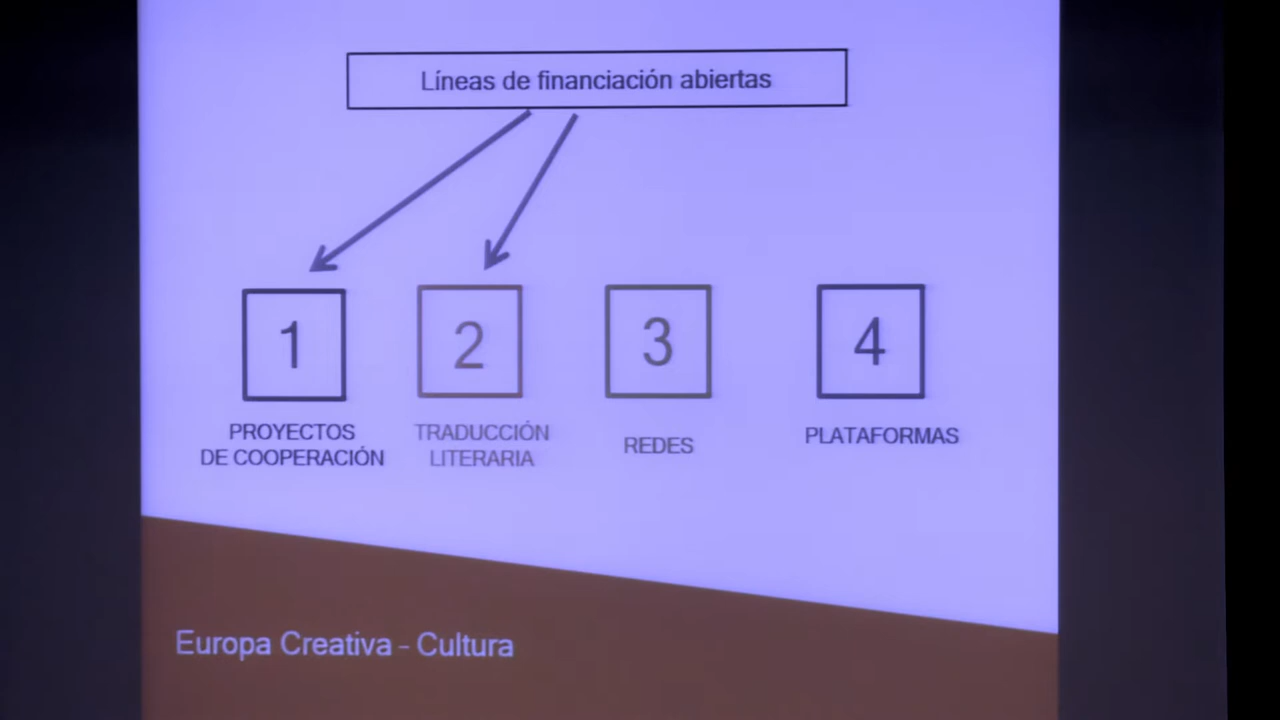 Líneas de financiación abiertas
1 2 3 4
PROYECTOS
DE COOPERACIÓN
TRADUCCIÓN
LITERARIA
REDES
PLATAFORMAS
Europa Creativa - Cultura